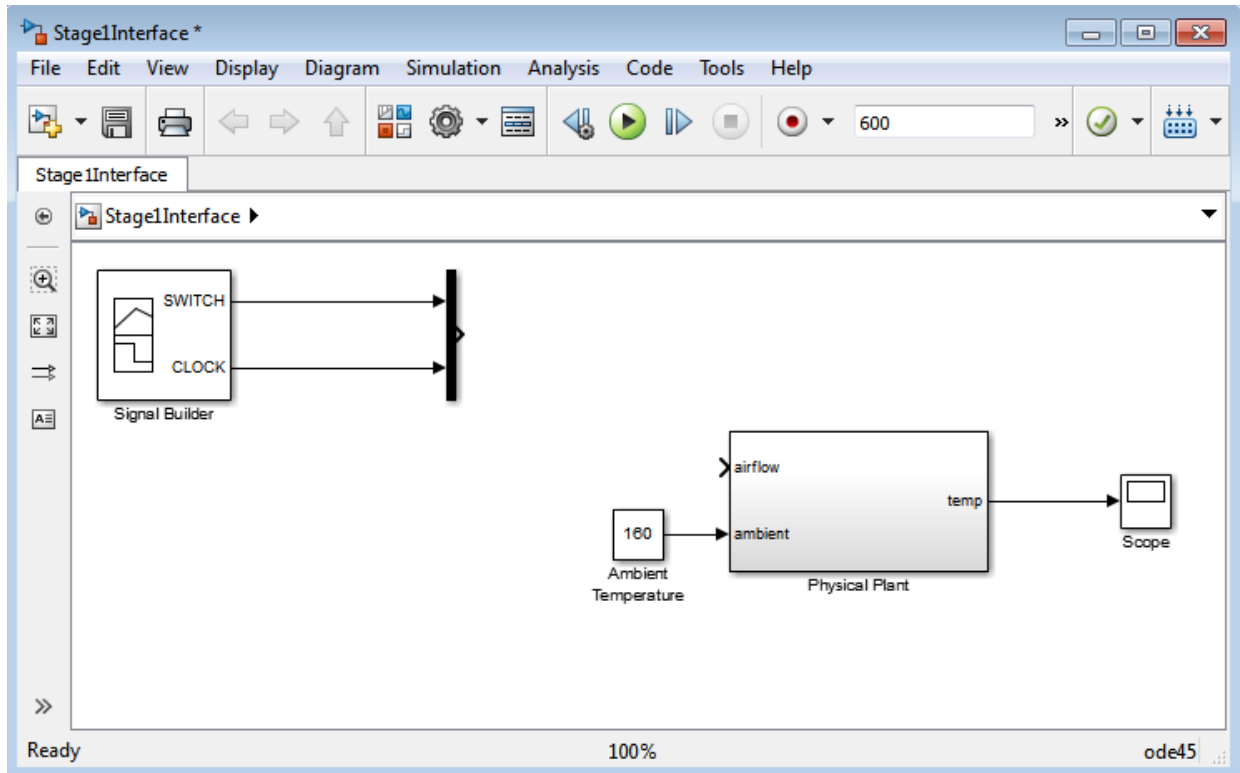 Stage1Interface *
File Edit View Display Diagram Simulation Analysis Code Tools Help
600 »
Stage1Interface
Stage1Interface
SWITCH
CLOCK
Signal Builder
A
airflow
temp
160
ambient
Scope
Ambient
Temperature
Physical Plant
»
Ready 100% ode45